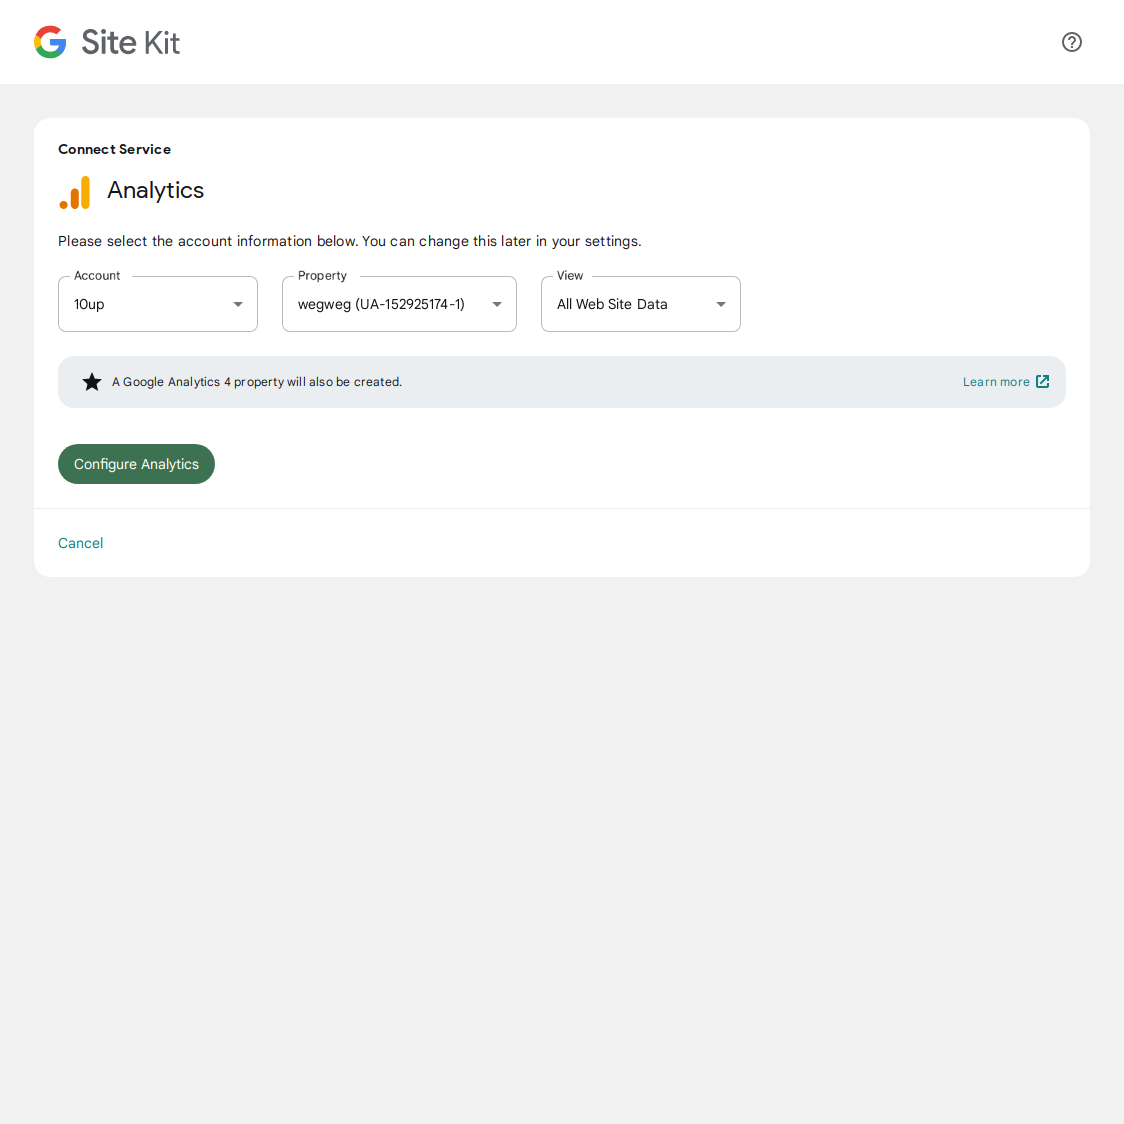 Site Kit
Connect Service
Analytics
Please select the account information below. You can change this later in your settings.
Account
Property
View
10up
wegweg (UA-152925174-1)
All Web Site Data
A Google Analytics 4 property will also be created.
Learn more
Configure Analytics
Cancel